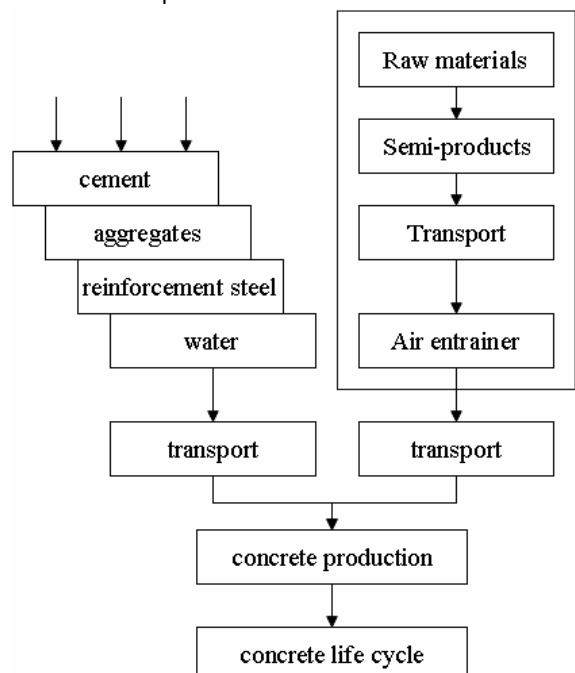 Raw materials
Semi-products
cement
aggregates
Transport
reinforcement steel
water
Air entrainer
transport
transport
concrete production
concrete life cycle